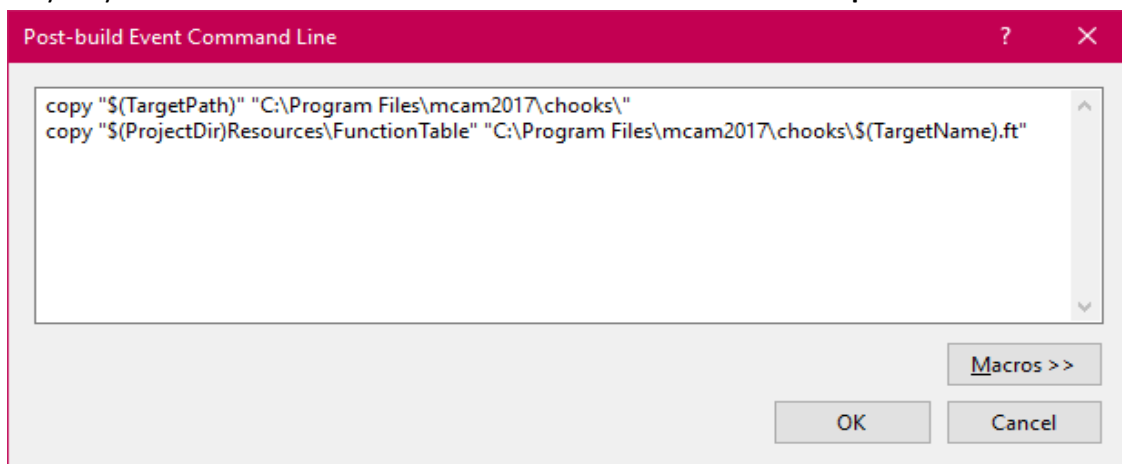 Post-build Event Command Line
copy "$(TargetPath)" "C:\Program Files\mcam2017\chooks\"
copy "$(ProjectDir)Resources\FunctionTable" "C:\Program Files\mcam2017\chooks\$(TargetName).ft"
Macros >>
OK Cancel